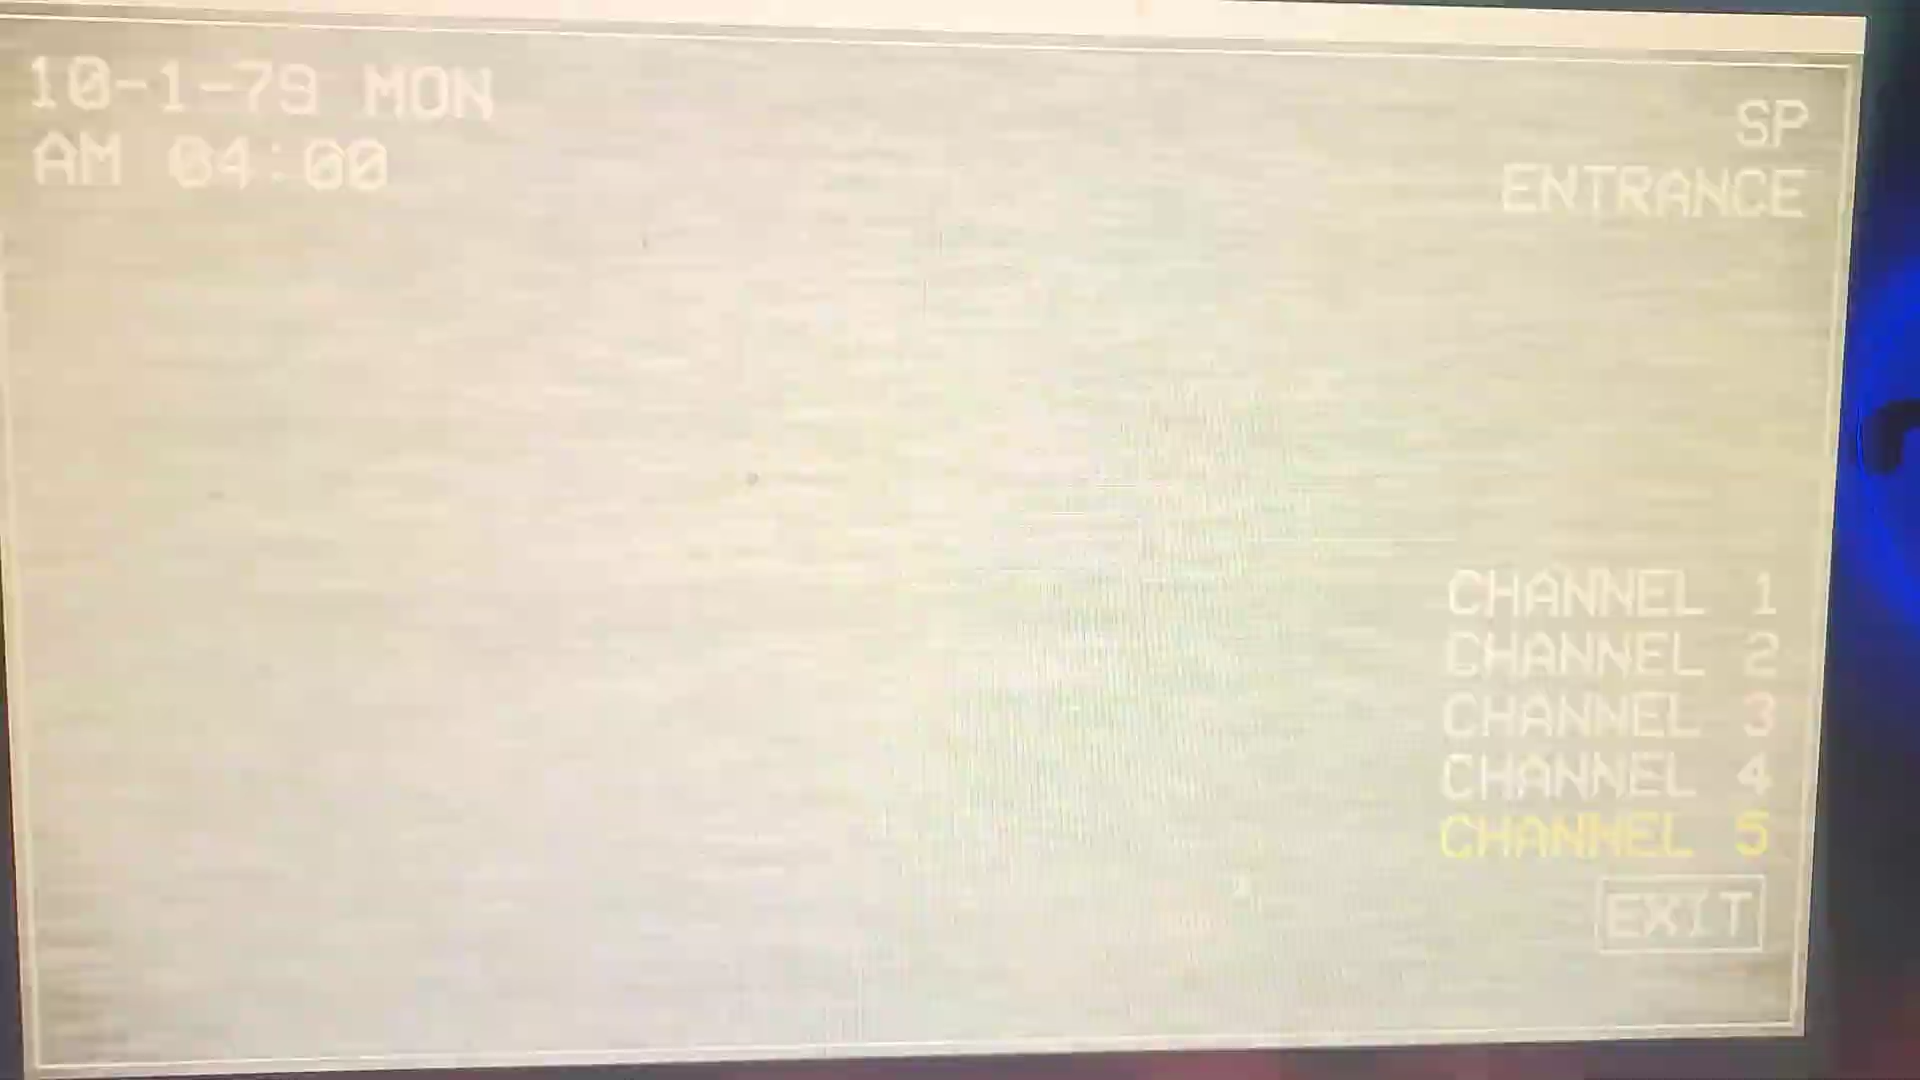 10-1-79 MON
AM 04:00
SP
ENTRANCE
CHANNEL 1
CHANNEL 2
CHANNEL 3
CHANNEL 4
CHANNEL 5
EXIT